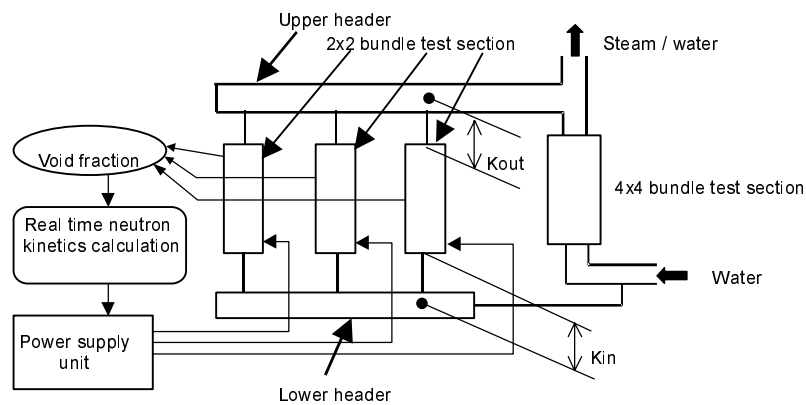 Upper header
2x2 bundle test section
Steam / water
Void fraction
Kout
4x4 bundle test section
Real time neutron
kinetics calculation
Water
Power supply
unit
Kin
Lower header